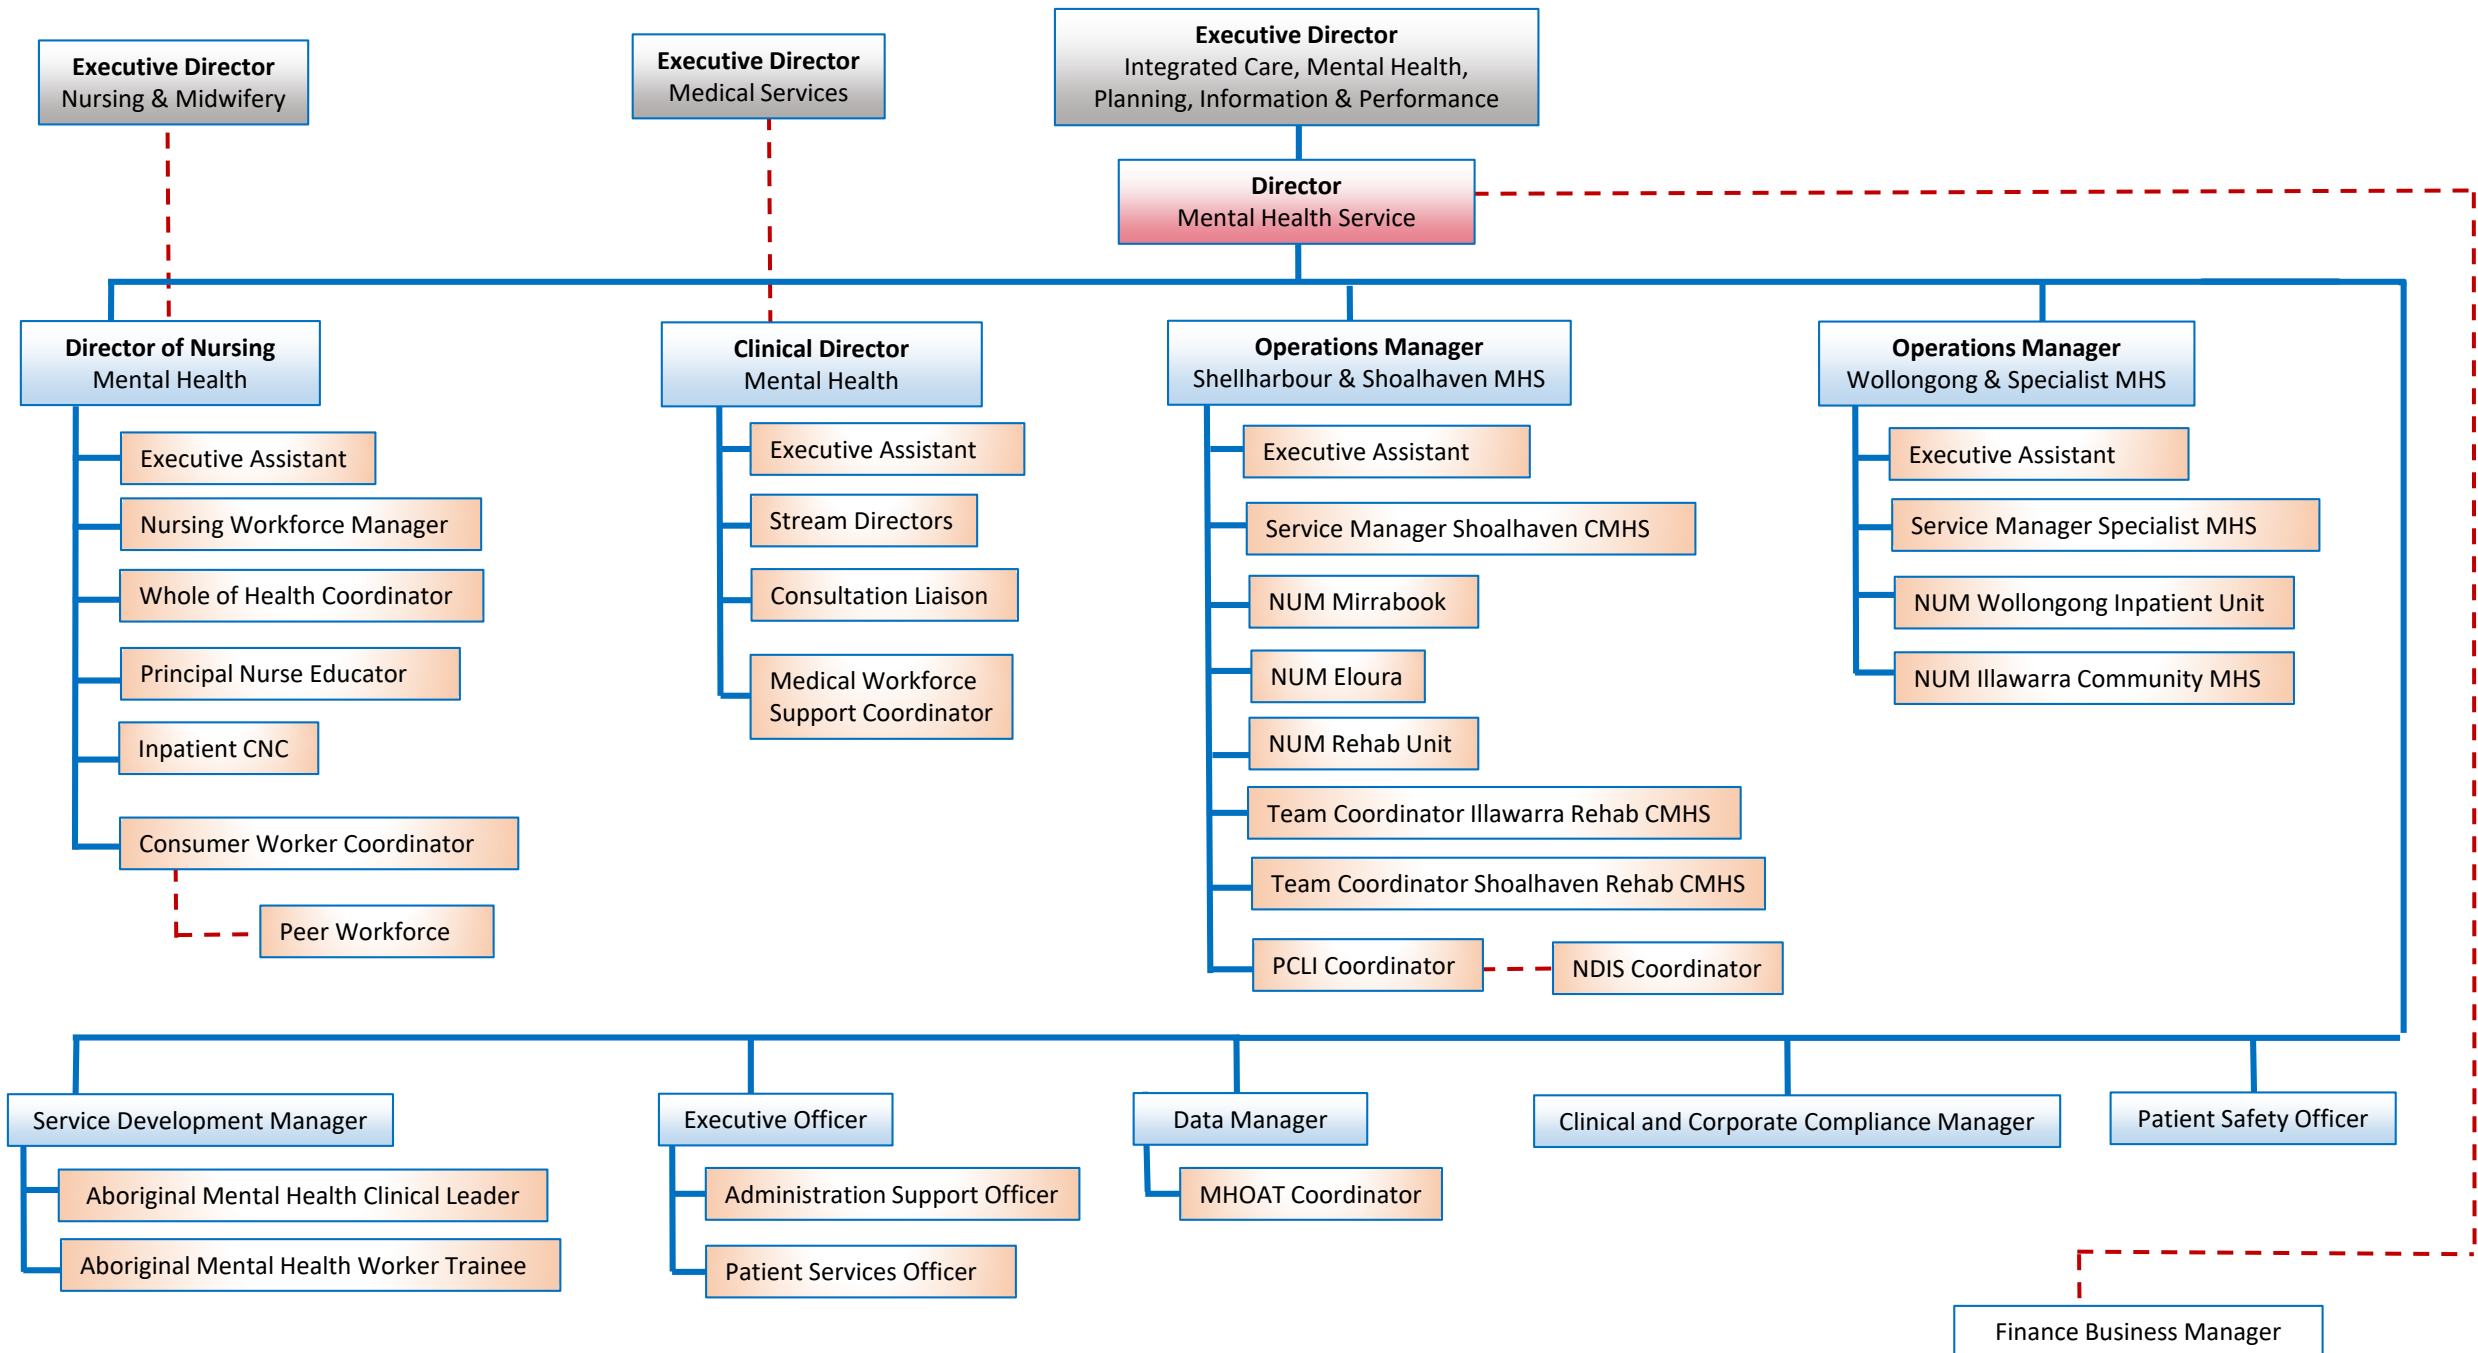 Executive Director
Nursing & Midwifery
Executive Director
Medical Services
Executive Director
Integrated Care, Mental Health,
Planning, Information & Performance
Director
Mental Health Service
Director of Nursing
Mental Health
Executive Assistant
Nursing Workforce Manager
Whole of Health Coordinator
Principal Nurse Educator
Inpatient CNC
Consumer Worker Coordinator
Peer Workforce
Clinical Director
Mental Health
Executive Assistant
Stream Directors
Consultation Liaison
Medical Workforce
Support Coordinator
Operations Manager
Shellharbour & Shoalhaven MHS
Executive Assistant
Service Manager Shoalhaven CMHS
NUM Mirrabook
NUM Eloura
NUM Rehab Unit
Team Coordinator Illawarra Rehab CMHS
Team Coordinator Shoalhaven Rehab CMHS
PCLI Coordinator
NDIS Coordinator
Operations Manager
Wollongong & Specialist MHS
Executive Assistant
Service Manager Specialist MHS
NUM Wollongong Inpatient Unit
NUM Illawarra Community MHS
Service Development Manager
Aboriginal Mental Health Clinical Leader
Aboriginal Mental Health Worker Trainee
Executive Officer
Administration Support Officer
Patient Services Officer
Data Manager
MHOAT Coordinator
Clinical and Corporate Compliance Manager
Patient Safety Officer
Finance Business Manager